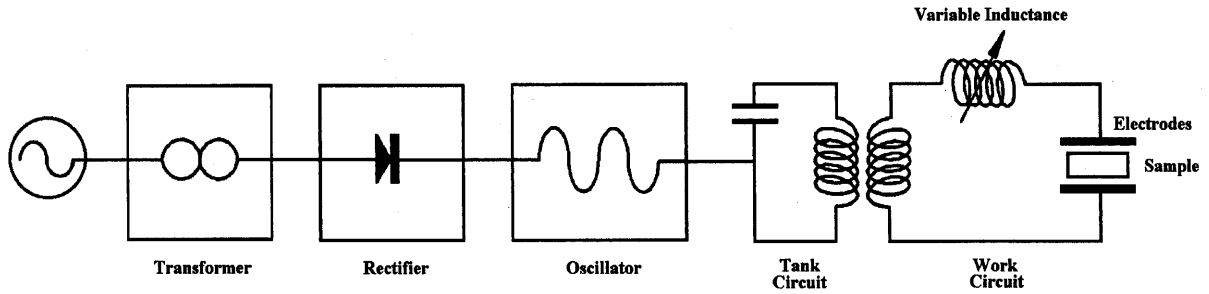 Variable Inductance
Electrodes
Sample
Transformer
Rectifier
Oscillator
Tank
Circuit
Work
Circuit